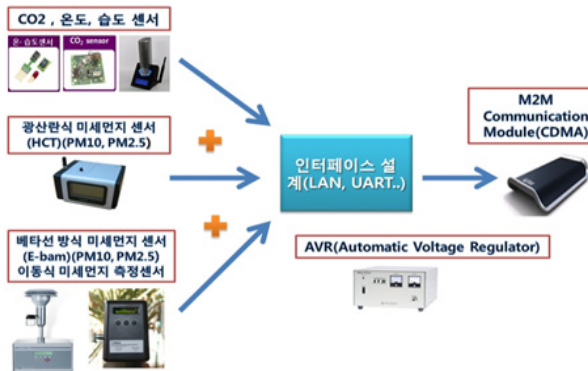 CO2 , 온도, 습도 센서
온·습도센서
CO2 sensor
광산란식 미세먼지 센서
(HCT)(PM10, PM2.5)
베타선 방식 미세먼지 센서
(E-bam)(PM10, PM2.5)
이동식 미세먼지 측정센서
인터페이스 설
계(LAN, UART..)
AVR(Automatic Voltage Regulator)
M2M
Communication
Module(CDMA)